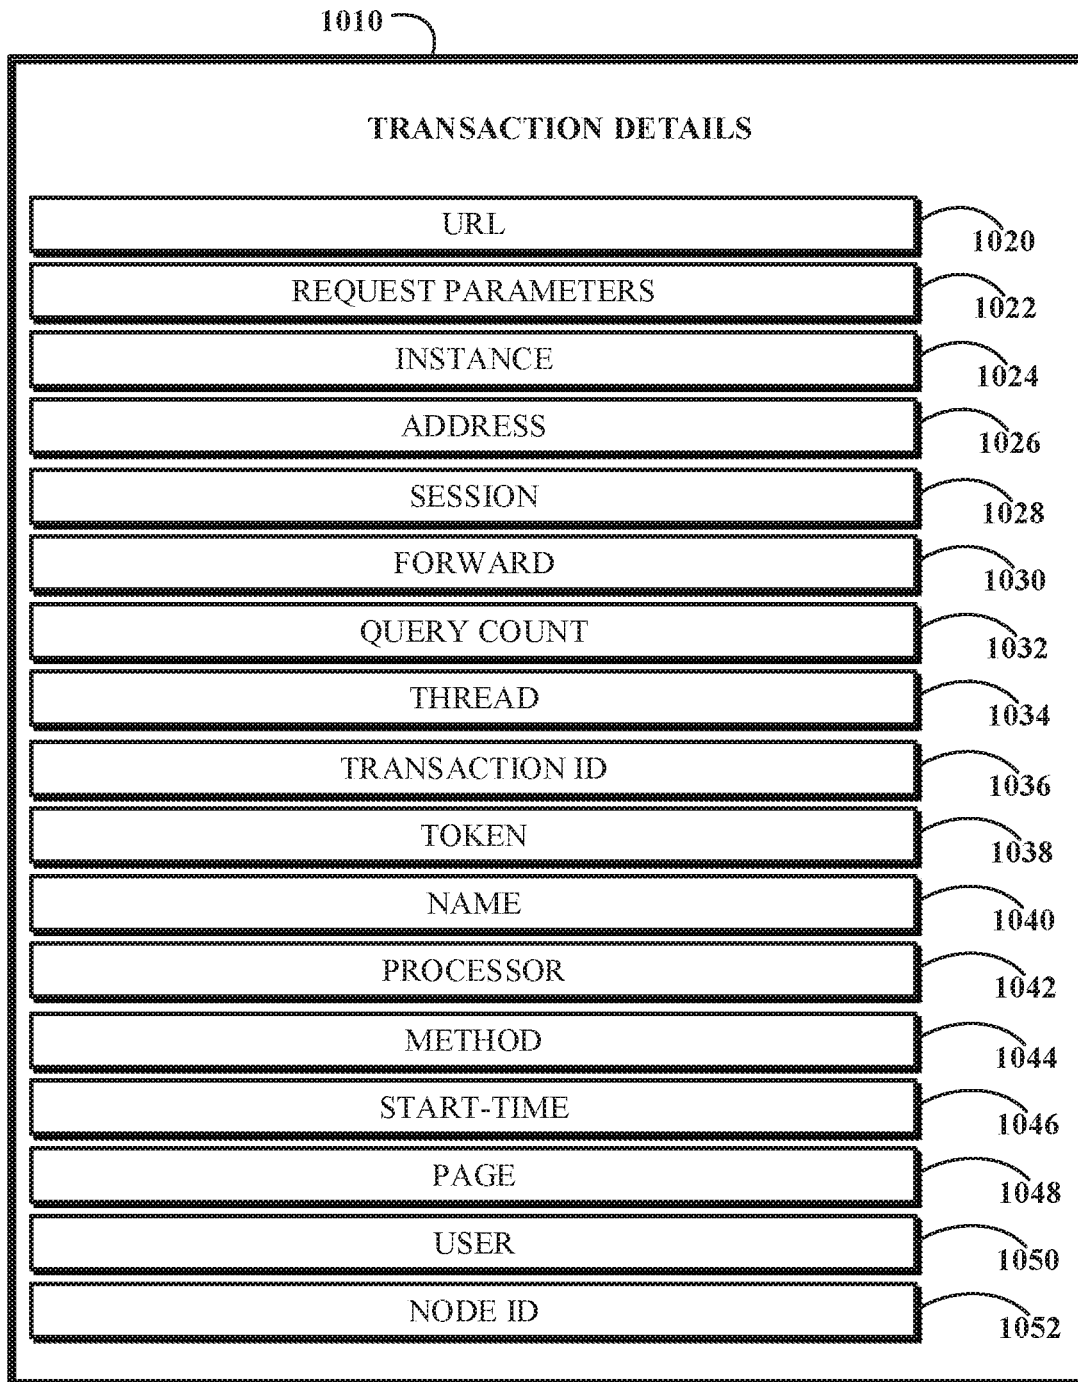 1010
TRANSACTION DETAILS
URL
1020
REQUEST PARAMETERS
1022
INSTANCE
1024
ADDRESS
1026
SESSION
1028
FORWARD
1030
QUERY COUNT
1032
THREAD
1034
TRANSACTION ID
1036
TOKEN
1038
NAME
1040
PROCESSOR
1042
METHOD
1044
START-TIME
1046
PAGE
1048
USER
1050
NODE ID
1052